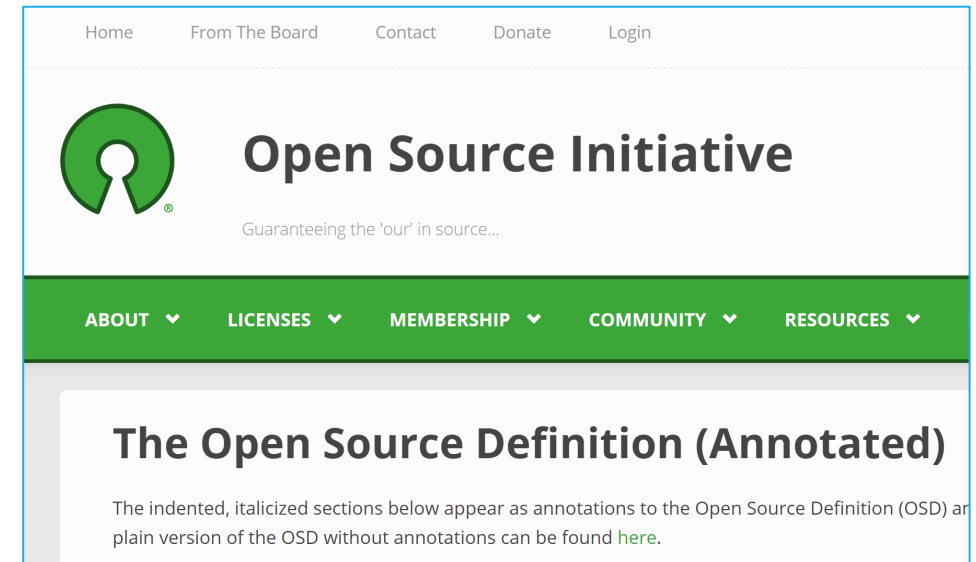 Home From The Board Contact Donate Login
Open Source Initiative
®
Guaranteeing the 'our' in source...
ABOUT LICENSES MEMBERSHIP COMMUNITY RESOURCES
The Open Source Definition (Annotated)
The indented, italicized sections below appear as annotations to the Open Source Definition (OSD)
plain version of the OSD without annotations can be found here.